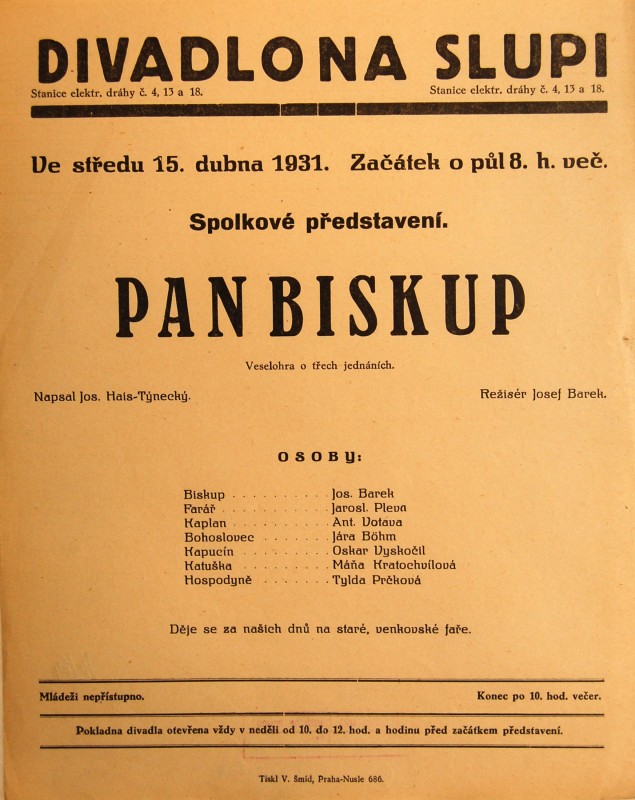 DIVADLO NA SLUPI
Stanice elektr. dráhy č. 4, 13 a 18. Stanice elektr. dráhy č. 4, 13 a 18.
Ve středu 15. dubna 1931. Začátek o půl 8. h. več.
Spolkové představení.
PAN BISKUP
Veselohra o třech jednáních.
Napsal Jos. Hais-Týnecký. Režisér Josef Barek.
OSOBY:
Biskup . . . . . . . . . . Jos. Barek
Farář . . . . . . . . . . Jarosl. Pleva
Kaplan . . . . . . . . . . Ant. Votava
Bohoslovec . . . . . . . Jára Böhm
Kapucín . . . . . . . . . Oskar Vyskočil
Katuška . . . . . . . . . Máňa Kratochvílová
Hospodyně . . . . . . . Tylda Prčková
Děje se za našich dnů na staré, venkovské faře.
Mládeži nepřístupno. Konec po 10. hod. večer.
Pokladna divadla otevřena vždy v neděli od 10. do 12. hod. a hodinu před začátkem představení.
Tiskl V. Šmíd, Praha-Nusle 686.